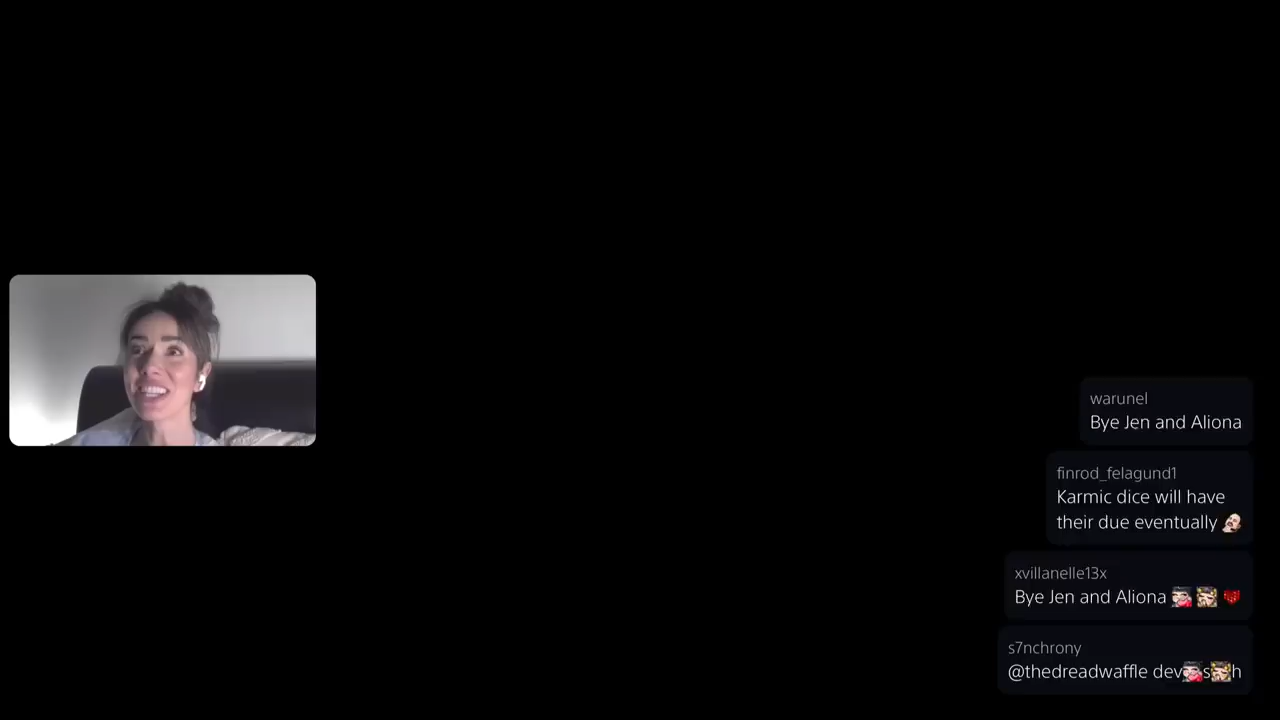 warunel
Bye Jen and Aliona
finrod_felagund1
Karmic dice will have
their due eventually
xvillanelle13x
Bye Jen and Aliona
s7nchrony
@thedreadwaffle